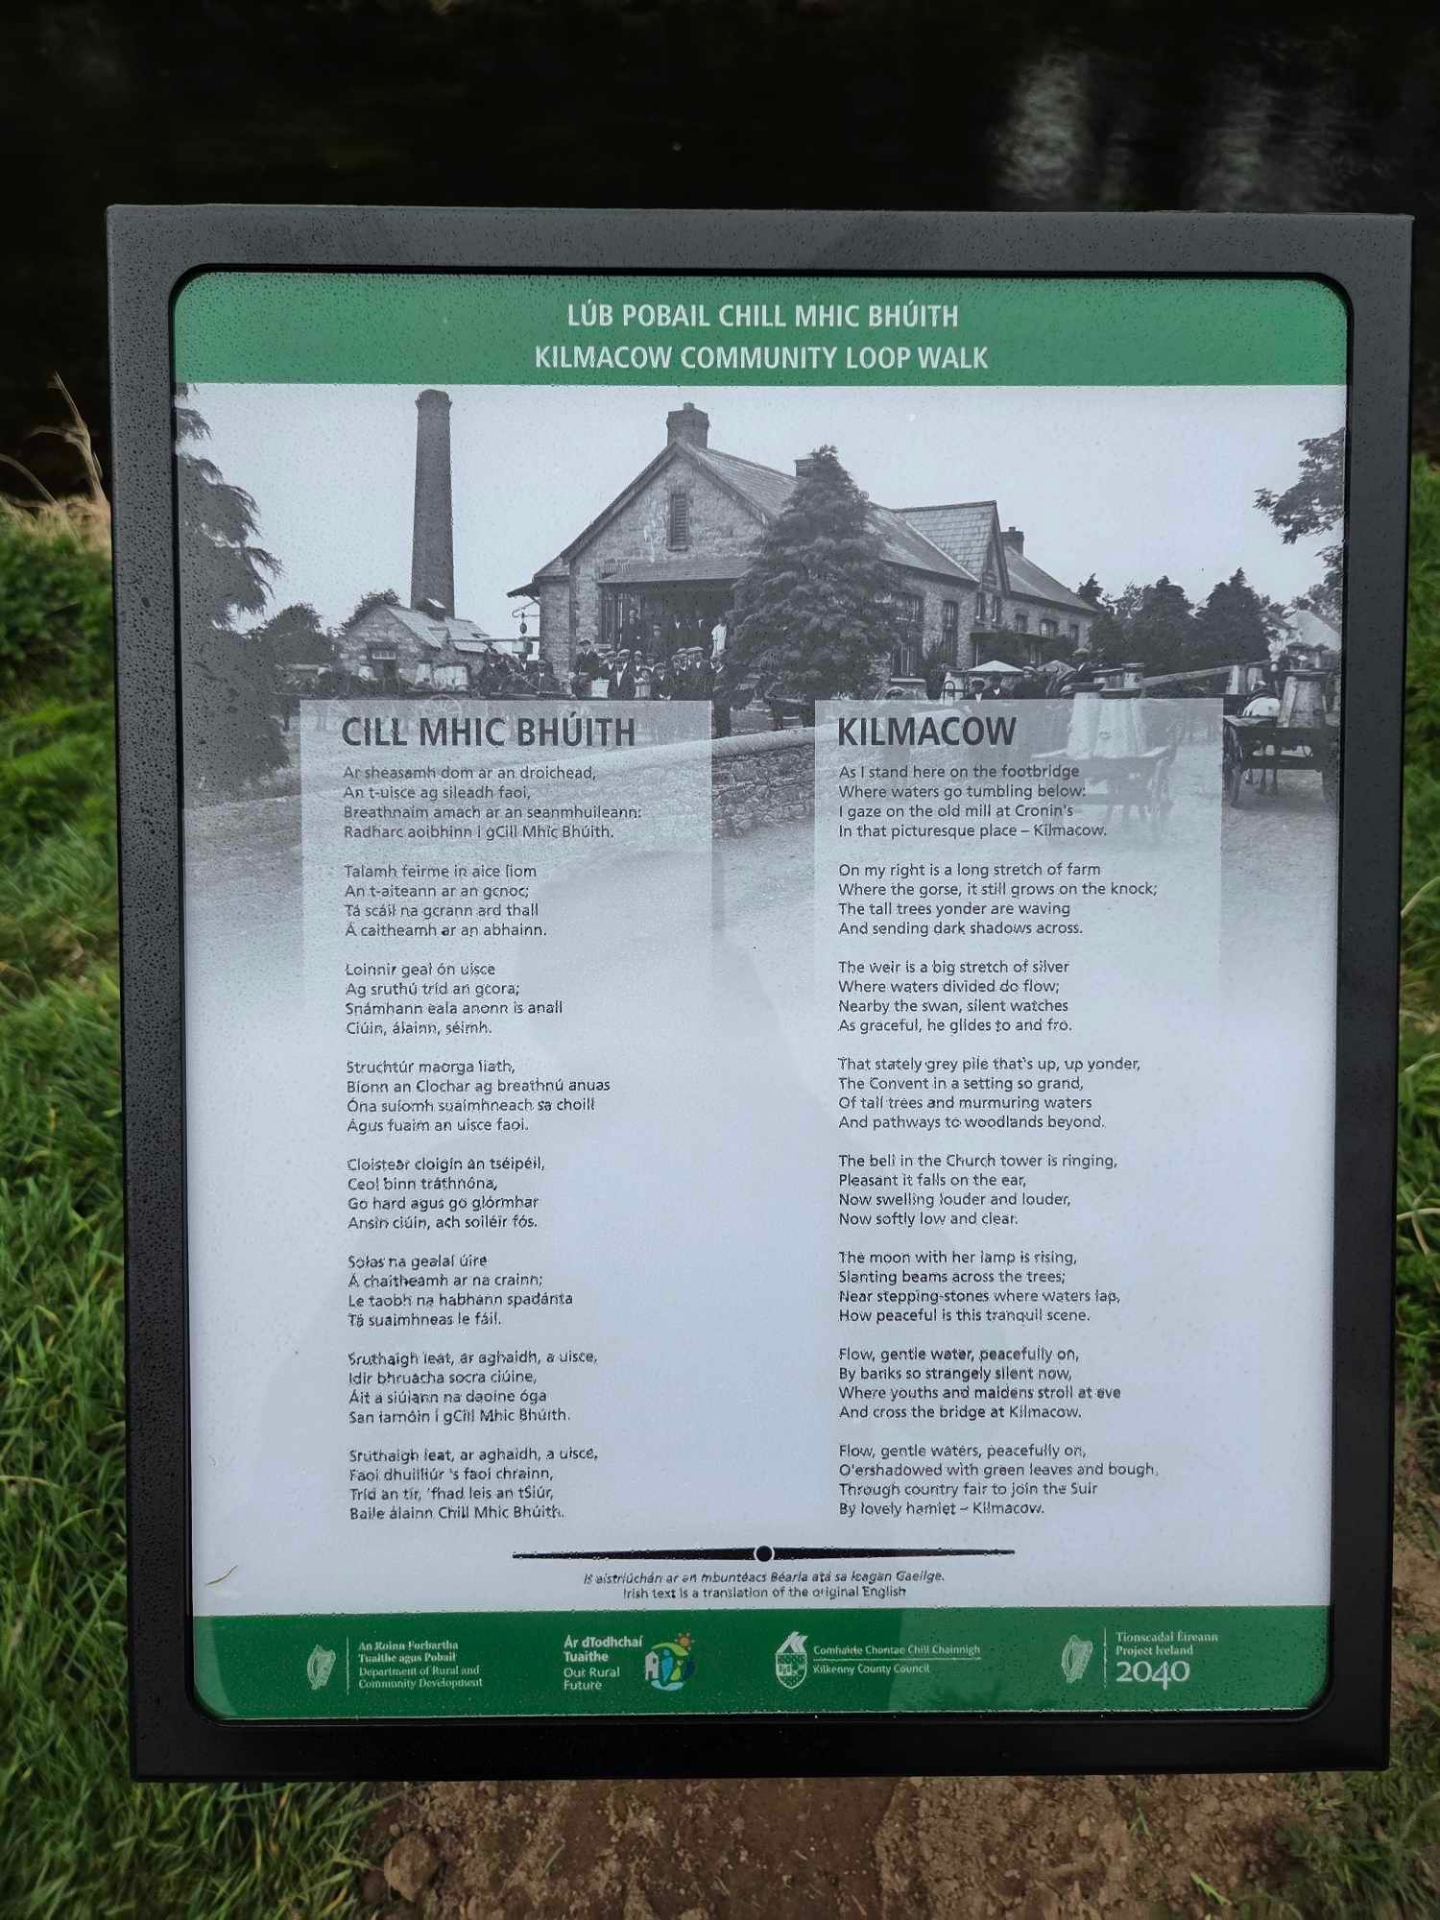 LÚB POBAIL CHILL MHIC BHÚITH
KILMACOW COMMUNITY LOOP WALK
CILL MHIC BHÚITH
Ar sheasamh dom ar an droichead,
An t-uisce ag sileadh faoi,
Breathnaím amach ar an seanmhuileann:
Radharc aoibhinn i gCill Mhic Bhúith.
Talamh feirme in aice liom
An t-aiteann ar an gcnoc;
Tá scáil na gcrann ard thall
Á caitheamh ar an abhainn.
Loinnir geal ón uisce
Ag sruthú tríd an gcora;
Snámhann eala anonn is anall
Ciúin, álainn, séimh.
Struchtúr maorga liath,
Bíonn an Clochar ag breathnú anuas
Óna suíomh suaimhneach sa choill
Agus fuaim an uisce faoi.
Cloistear cloigín an tséipéil,
Ceol binn tráthnóna,
Go hard agus go glórmhar
Ansin ciúin, ach soiléir fós.
Solas na gealaí úire
Á chaitheamh ar na crainn;
Le taobh na habhann spadánta
Tá suaimhneas le fáil.
Sruthaigh leat, ar aghaidh, a uisce,
Idir bhruacha socra ciúine,
Áit a siúlann na daoine óga
San iarnóin i gCill Mhic Bhúith.
Sruthaigh leat, ar aghaidh, a uisce,
Faoi dhuilliúr 's faoi chrainn,
Tríd an tír, 'fhad leis an tSiúr,
Baile álainn Chill Mhic Bhúith.
KILMACOW
As I stand here on the footbridge
Where waters go tumbling below:
I gaze on the old mill at Cronin's
In that picturesque place – Kilmacow.
On my right is a long stretch of farm
Where the gorse, it still grows on the knock;
The tall trees yonder are waving
And sending dark shadows across.
The weir is a big stretch of silver
Where waters divided do flow;
Nearby the swan, silent watches
As graceful, he glides to and fro.
That stately grey pile that's up, up yonder,
The Convent in a setting so grand,
Of tall trees and murmuring waters
And pathways to woodlands beyond.
The bell in the Church tower is ringing,
Pleasant it falls on the ear,
Now swelling louder and louder,
Now softly low and clear.
The moon with her lamp is rising,
Slanting beams across the trees;
Near stepping-stones where waters lap,
How peaceful is this tranquil scene.
Flow, gentle water, peacefully on,
By banks so strangely silent now,
Where youths and maidens stroll at eve
And cross the bridge at Kilmacow.
Flow, gentle waters, peacefully on,
O'ershadowed with green leaves and bough,
Through country fair to join the Suir
By lovely hamlet – Kilmacow.
Is aistriúchán ar an mbuntéacs Béarla atá sa leagan Gaeilge.
Irish text is a translation of the original English
An Roinn Forbartha
Tuaithe agus Pobail
Department of Rural and
Community Development
Ár dTodhchaí
Tuaithe
Our Rural
Future
Comhairle Chontae Chill Chainnigh
Kilkenny County Council
Tionscadal Éireann
Project Ireland
2040